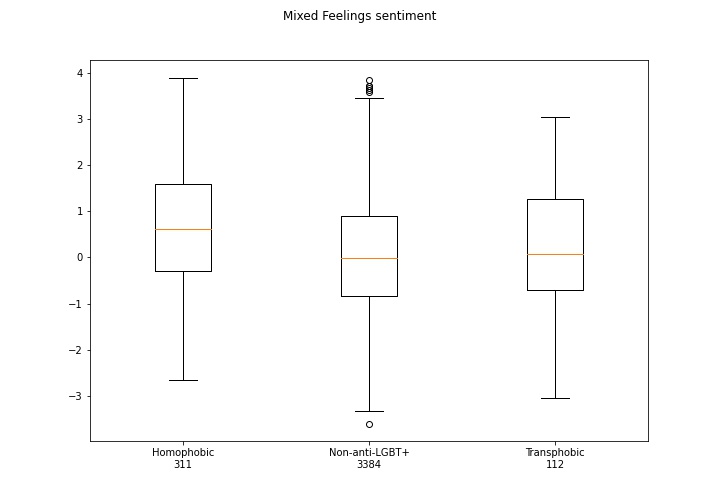 Mixed Feelings sentiment
4
3
2
1
0
−1
−2
−3
Homophobic Non-anti-LGBT+ Transphobic
311 3384 112